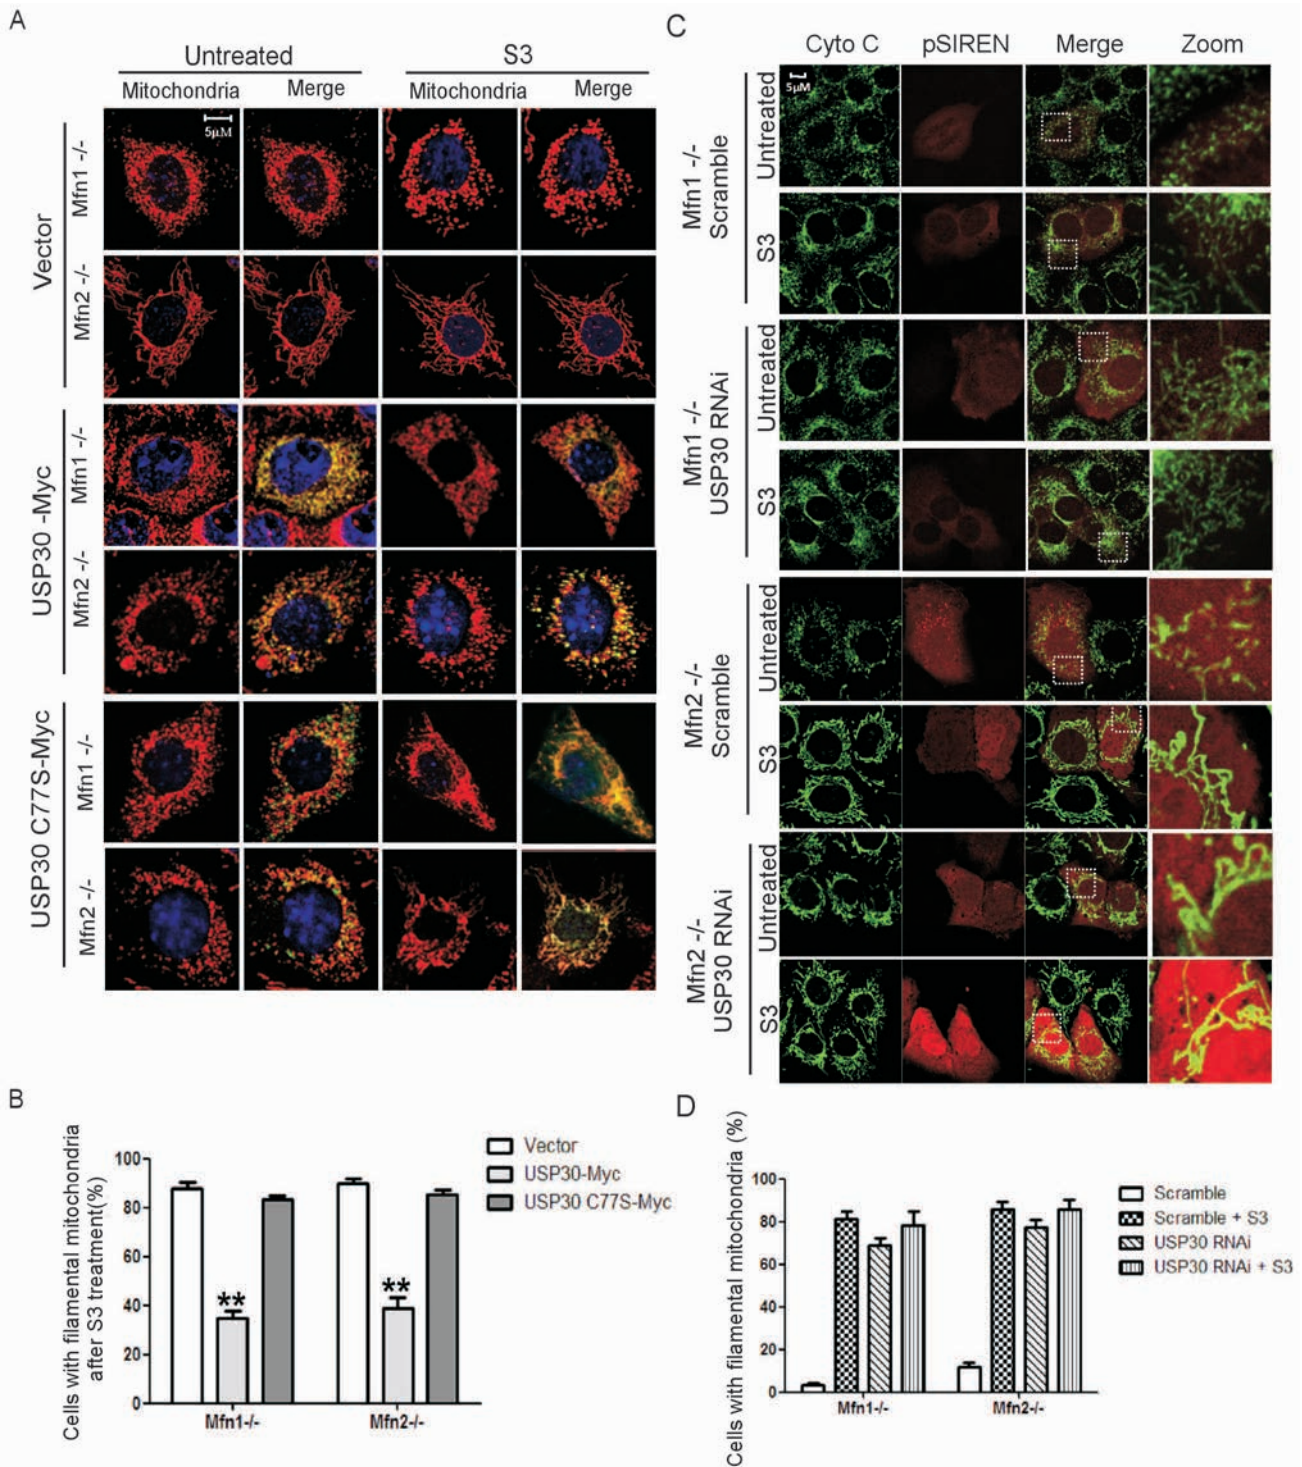 A
Untreated
S3
Mitochondria
Merge
Mitochondria
Merge
5μM
Vector
Mfn1 -/-
Mfn2 -/-
USP30 -Myc
Mfn1 -/-
Mfn2 -/-
USP30 C77S-Myc
Mfn1 -/-
Mfn2 -/-
C
Cyto C
pSIREN
Merge
Zoom
5μM
Mfn1 -/-
Scramble
Untreated
S3
Mfn1 -/-
USP30 RNAi
Untreated
S3
Mfn2 -/-
Scramble
Untreated
S3
Mfn2 -/-
USP30 RNAi
Untreated
S3
B
Cells with filamental mitochondria
after S3 treatment(%)
100
80
60
40
20
0
**
**
Mfn1-/-
Mfn2-/-
Vector
USP30-Myc
USP30 C77S-Myc
D
Cells with filamental mitochondria (%)
100
80
60
40
20
0
Mfn1-/-
Mfn2-/-
Scramble
Scramble + S3
USP30 RNAi
USP30 RNAi + S3